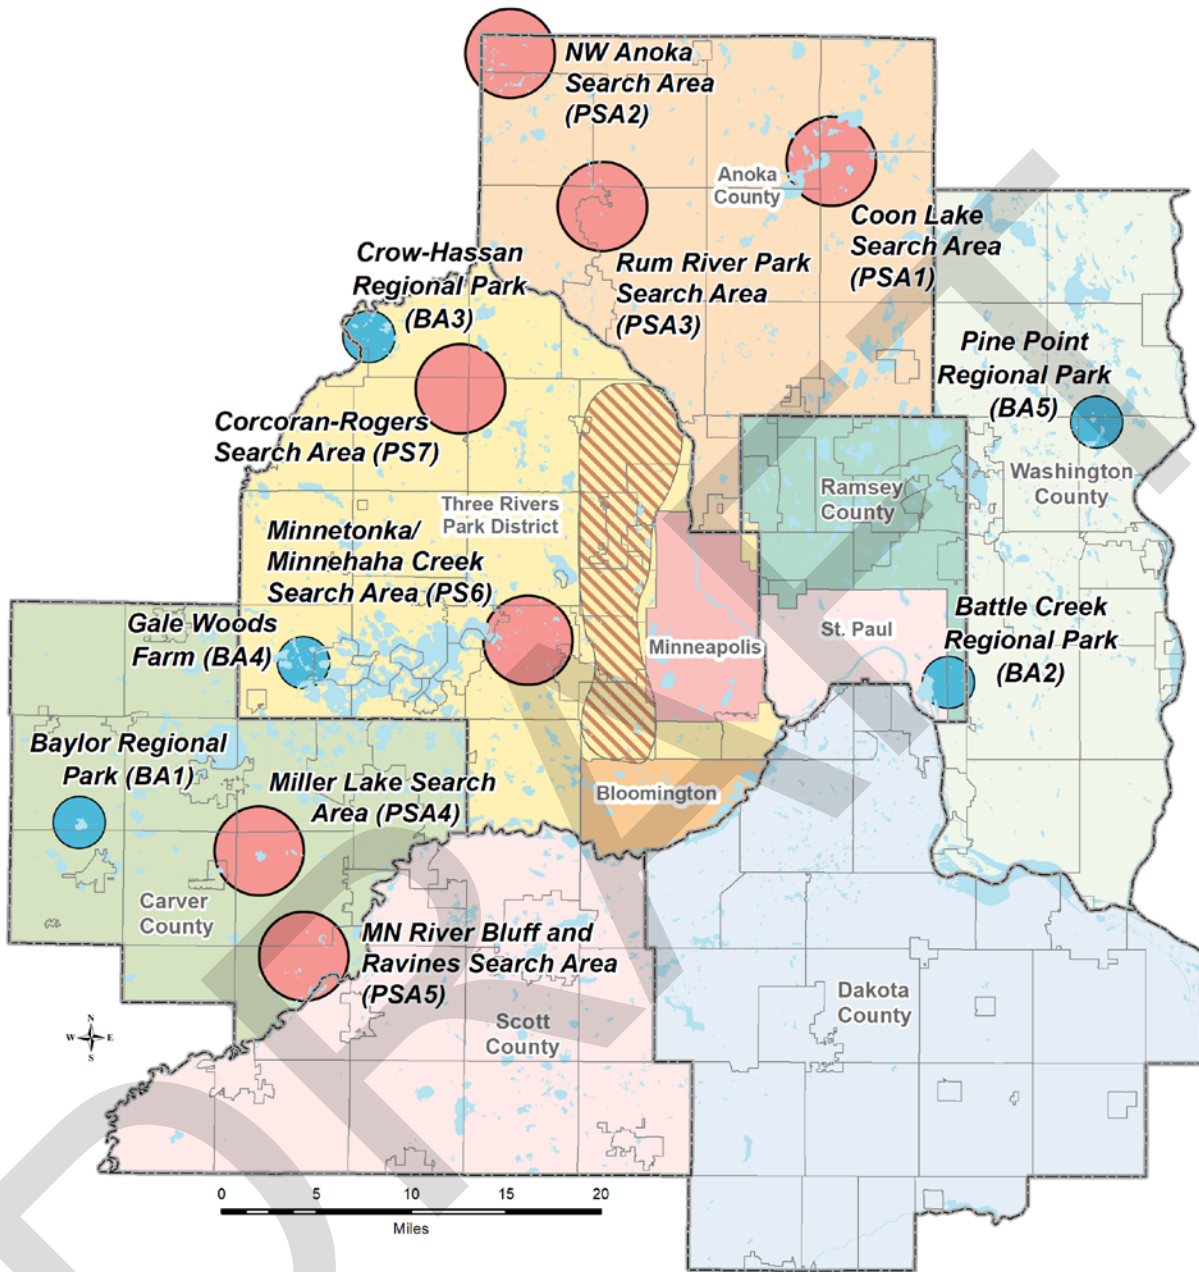 NW Anoka
Search Area
(PSA2)
Anoka
County
Coon Lake
Search Area
(PSA1)
Rum River Park
Search Area
(PSA3)
Crow-Hassan
Regional Park
(BA3)
Pine Point
Regional Park
(BA5)
Corcoran-Rogers
Search Area (PS7)
Washington
County
Ramsey
County
Three Rivers
Park District
Minnetonka/
Minnehaha Creek
Search Area (PS6)
Battle Creek
Regional Park
(BA2)
Gale Woods
Farm (BA4)
St. Paul
Minneapolis
Baylor Regional
Park (BA1)
Miller Lake Search
Area (PSA4)
Bloomington
Carver
County
MN River Bluff and
Ravines Search Area
(PSA5)
Dakota
County
Scott
County
N
W E
S
0 5 10 15 20
Miles
DRAFT